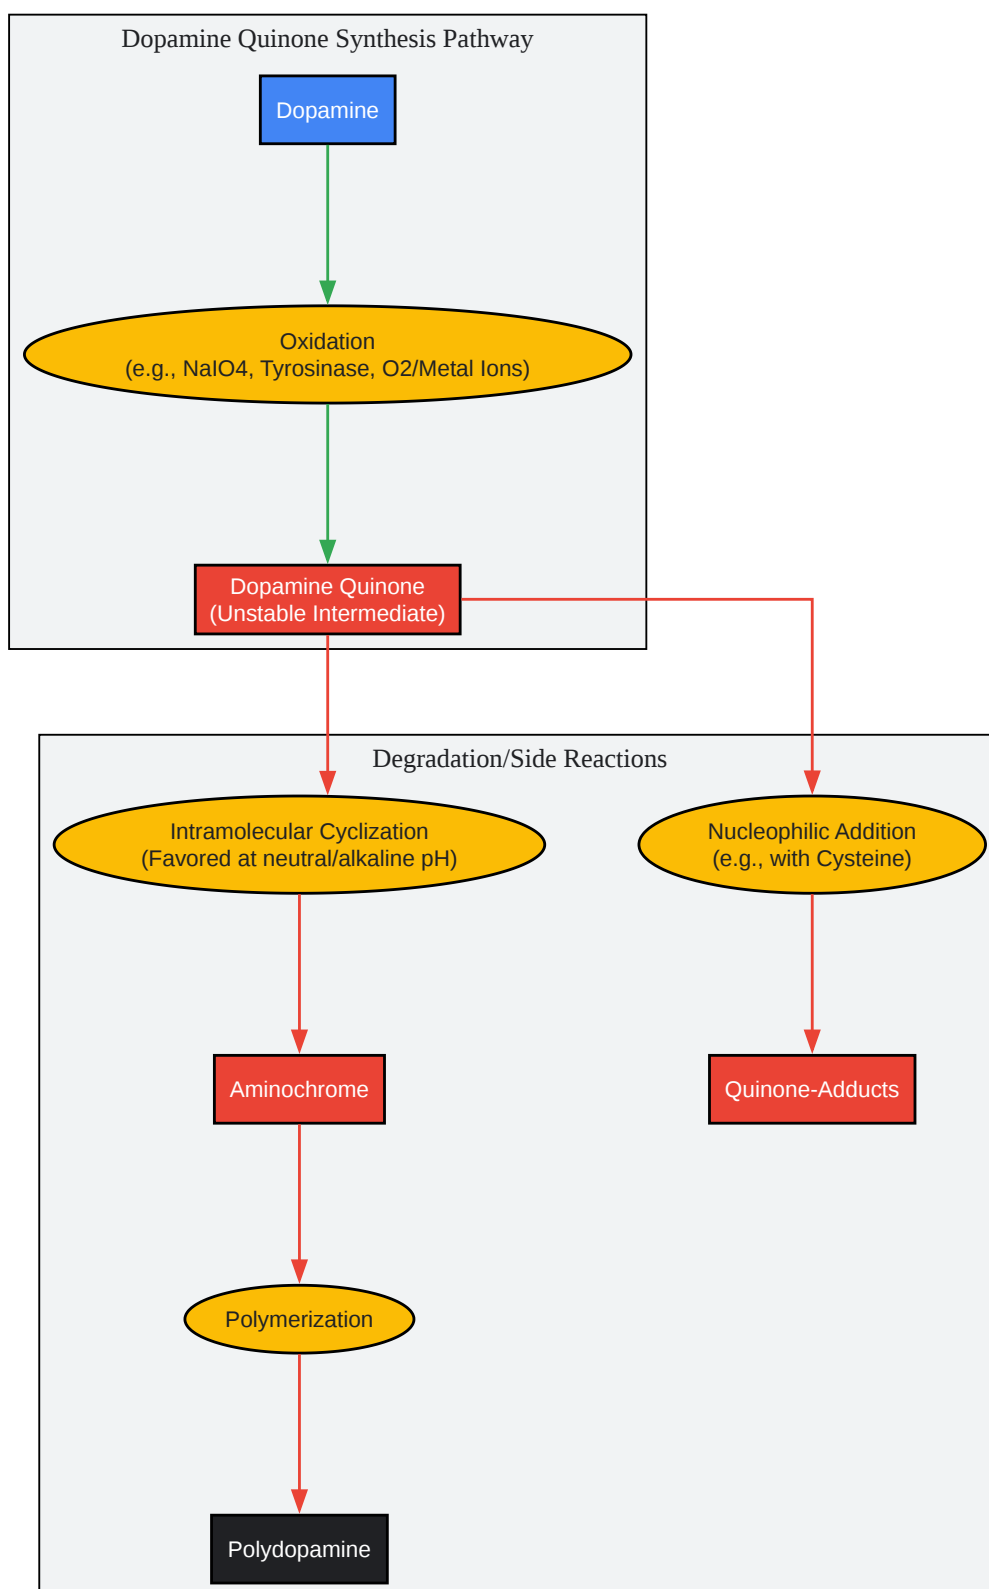 Dopamine Quinone Synthesis Pathway
Dopamine
Oxidation
(e.g., NaIO4, Tyrosinase, O2/Metal Ions)
Dopamine Quinone
(Unstable Intermediate)
Degradation/Side Reactions
Intramolecular Cyclization
(Favored at neutral/alkaline pH)
Nucleophilic Addition
(e.g., with Cysteine)
Aminochrome
Quinone-Adducts
Polymerization
Polydopamine